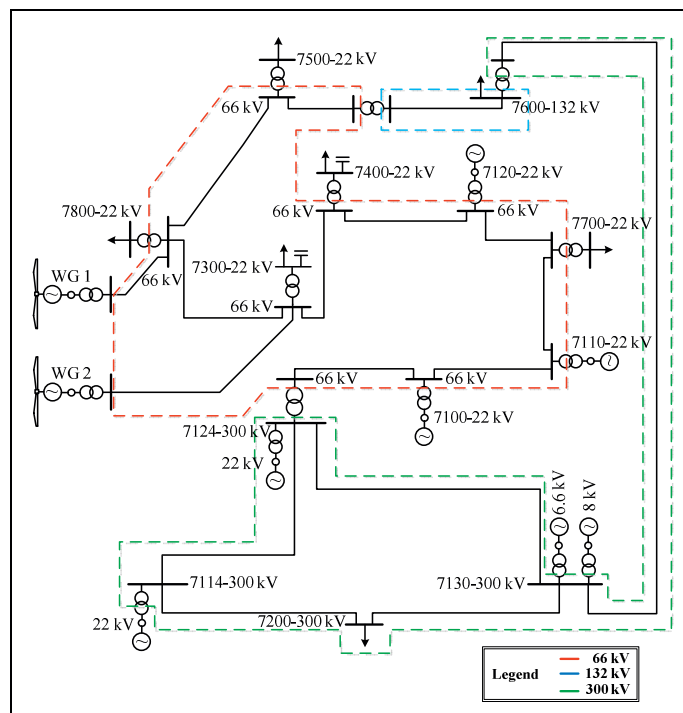 7500-22 kV
66 kV
7600-132 kV
7400-22 kV
7120-22 kV
7800-22 kV
66 kV
66 kV
7700-22 kV
WG 1
66 kV
7300-22 kV
66 kV
7110-22 kV
WG 2
66 kV
66 kV
7100-22 kV
7124-300 kV
22 kV
6.6 kV
8 kV
7114-300 kV
7130-300 kV
22 kV
7200-300 kV
Legend
66 kV
132 kV
300 kV